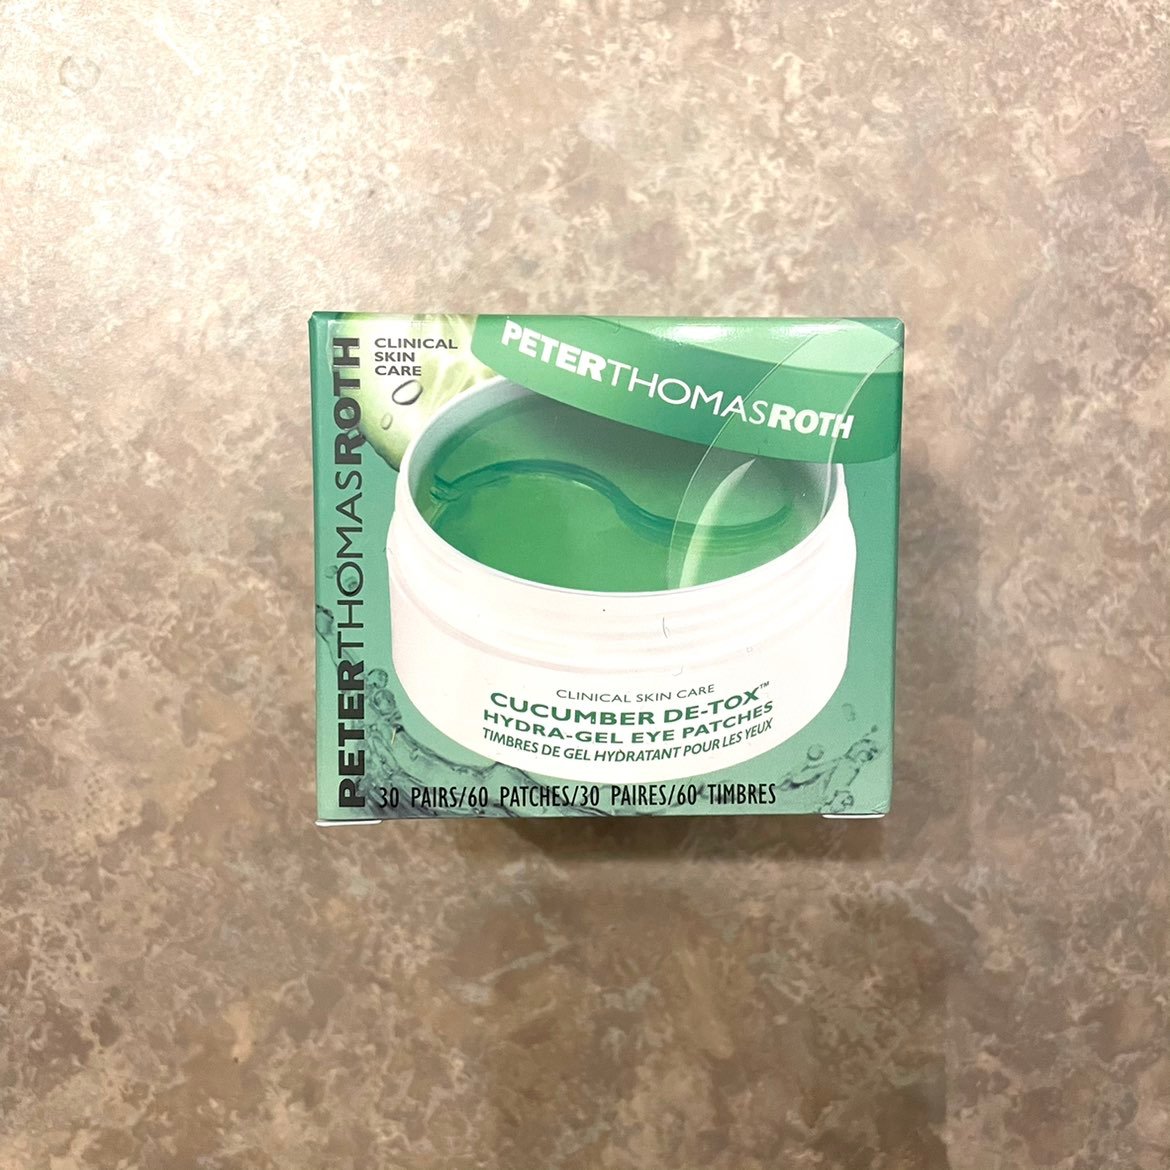 PETERTHOMASROTH
CLINICAL
SKIN
CARE
PETERTHOMASROTH
CLINICAL SKIN CARE
CUCUMBER DE-TOX™
HYDRA-GEL EYE PATCHES
TIMBRES DE GEL HYDRATANT POUR LES YEUX
30 PAIRS/60 PATCHES/30 PAIRES/60 TIMBRES